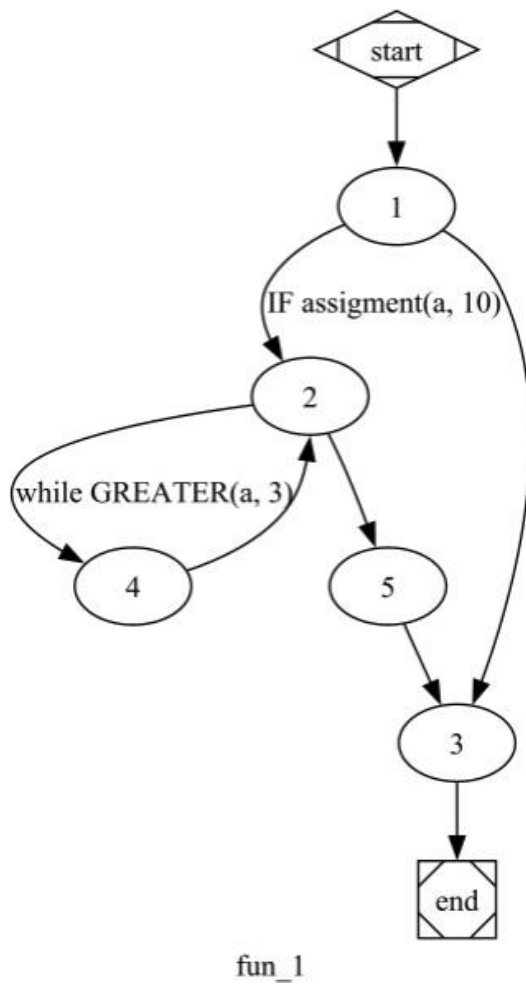 start
1
IF assigment(a, 10)
2
while GREATER(a, 3)
4
5
3
end
fun_1